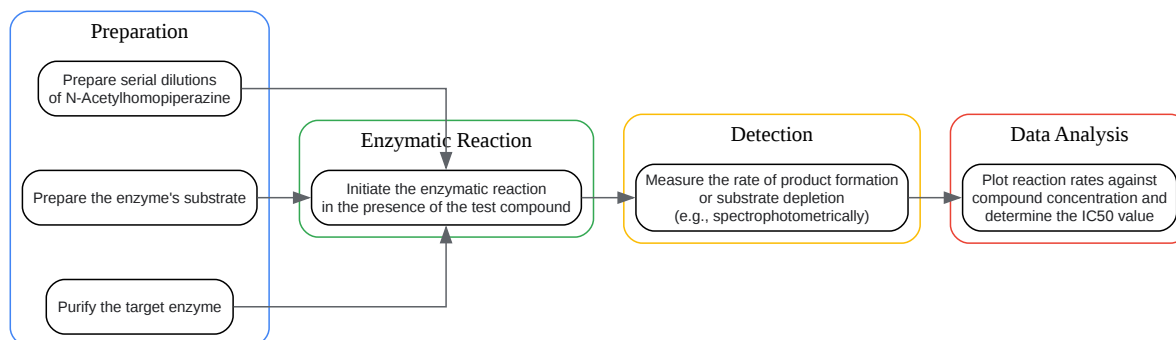 Preparation
Prepare serial dilutions
of N-Acetylhomopiperazine
Prepare the enzyme's substrate
Purify the target enzyme
Enzymatic Reaction
Initiate the enzymatic reaction
in the presence of the test compound
Detection
Measure the rate of product formation
or substrate depletion
(e.g., spectrophotometrically)
Data Analysis
Plot reaction rates against
compound concentration and
determine the IC50 value